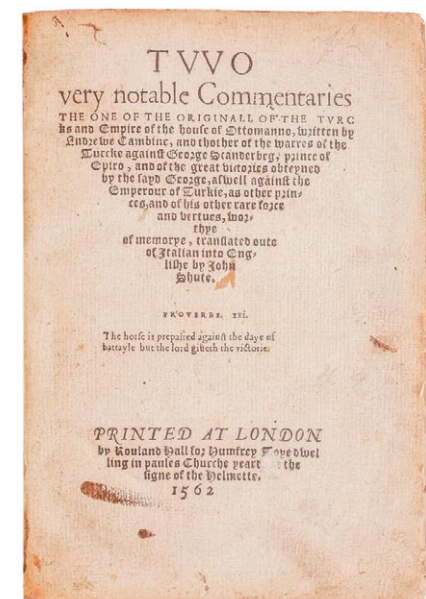 TVVO
very notable Commentaries
THE ONE OF THE ORIGINALL OF THE TVRC
ks and Empire of the house of Ottomanno, written by
Andrewe Cambine, and thother of the warres of the
Turcke against George Scanderbeg, prince of
Epiro, and of the great victories obteyned
by the sayd George, aswell against the
Emperour of Turkie, as other prin-
ces, and of his other rare force
and vertues, wor-
thye
of memorye, translated oute
of Italian into Eng-
lishe by John
Shute.
PROVERBE. xxi.
The horse is prepaired against the daye of
battayle but the lord giveth the victorie.
PRINTED AT LONDON
by Rouland Hall for Humfrey Toye dwel
ling in paules Churche yearde at the
signe of the Helmette.
1562